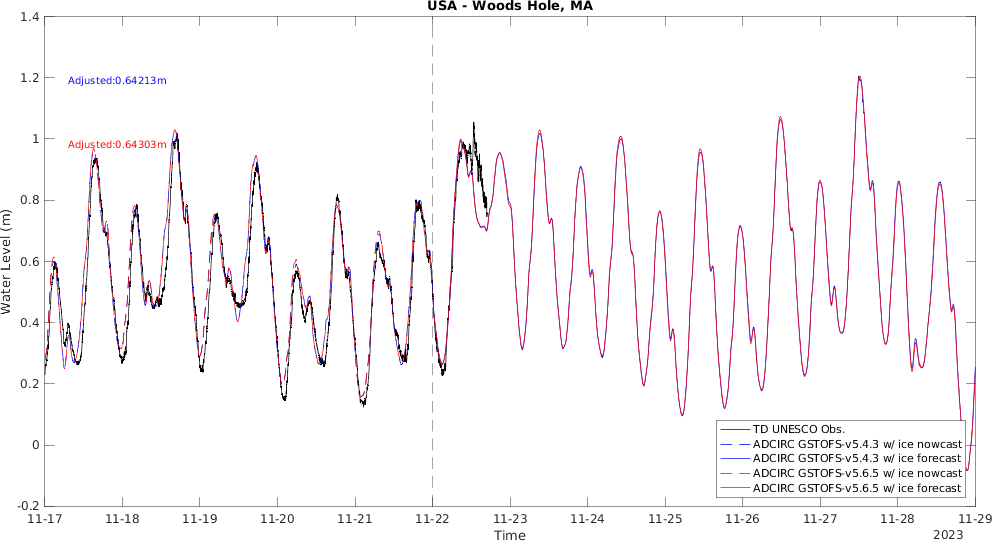 USA - Woods Hole, MA
1.4
1.2
1
0.8
0.6
0.4
0.2
0
-0.2
Water Level (m)
Adjusted:0.64213m
Adjusted:0.64303m
TD UNESCO Obs.
ADCIRC GSTOFS-v5.4.3 w/ ice nowcast
ADCIRC GSTOFS-v5.4.3 w/ ice forecast
ADCIRC GSTOFS-v5.6.5 w/ ice nowcast
ADCIRC GSTOFS-v5.6.5 w/ ice forecast
11-17 11-18 11-19 11-20 11-21 11-22 11-23 11-24 11-25 11-26 11-27 11-28 11-29
Time
2023